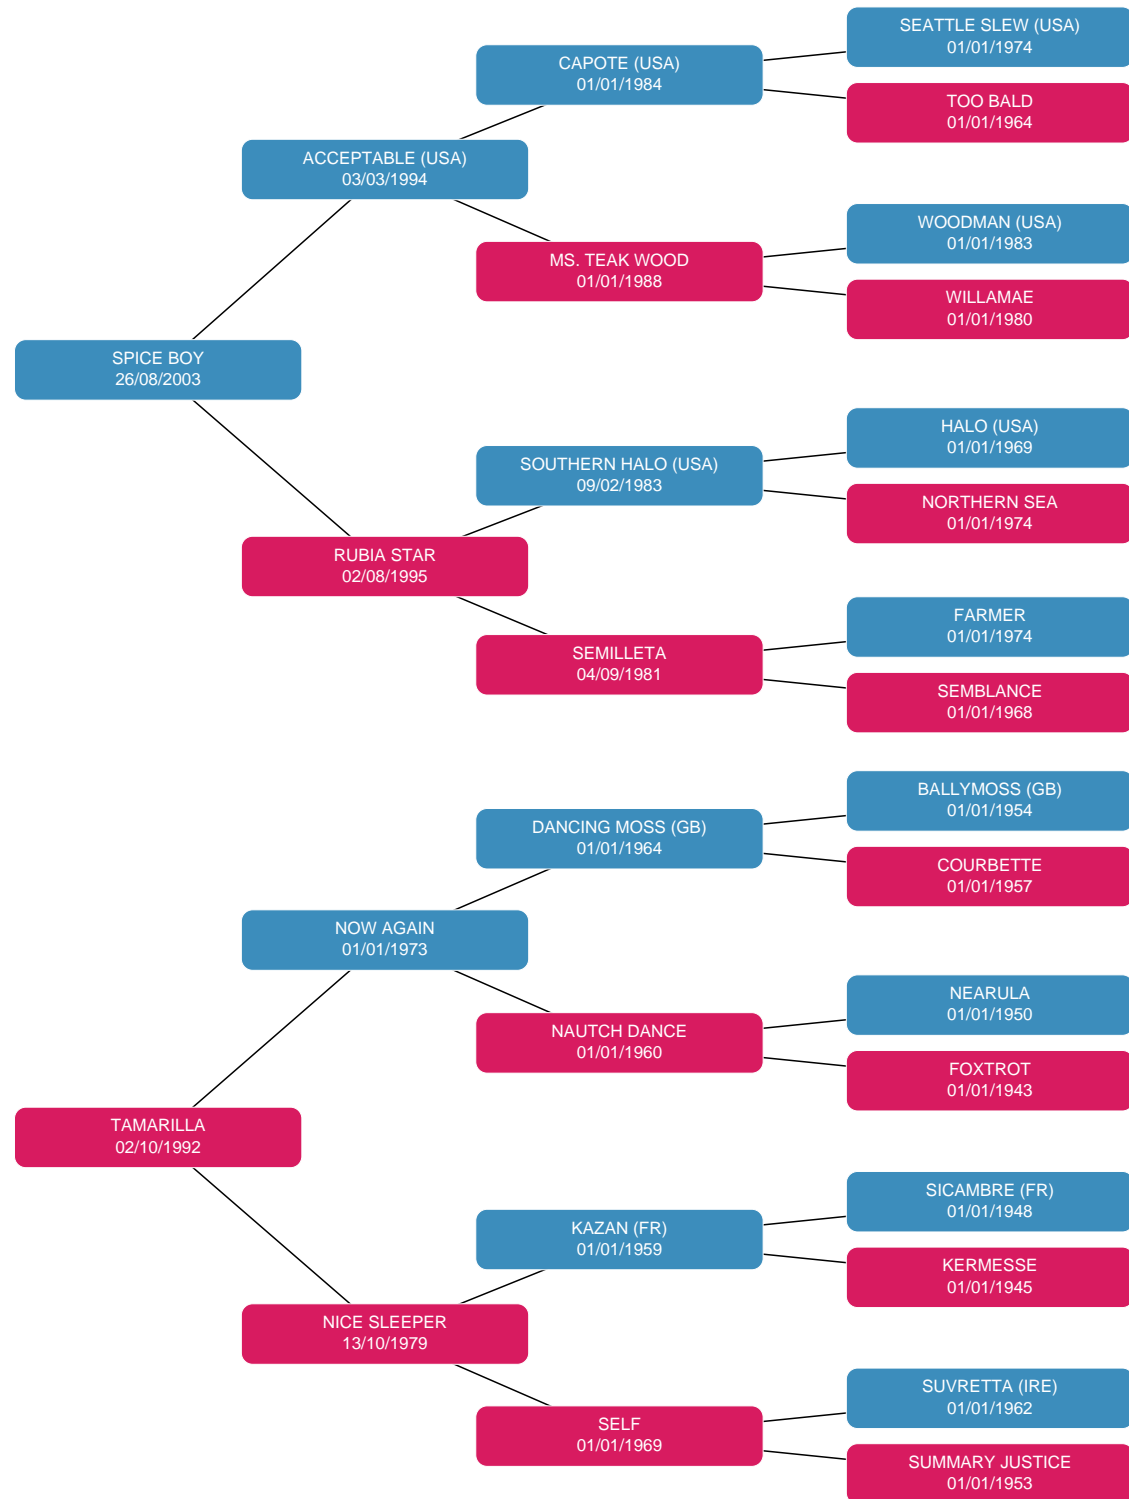 SEATTLE SLEW (USA)
01/01/1974
CAPOTE (USA)
01/01/1984
TOO BALD
01/01/1964
ACCEPTABLE (USA)
03/03/1994
WOODMAN (USA)
01/01/1983
MS. TEAK WOOD
01/01/1988
WILLAMAE
01/01/1980
SPICE BOY
26/08/2003
HALO (USA)
01/01/1969
SOUTHERN HALO (USA)
09/02/1983
NORTHERN SEA
01/01/1974
RUBIA STAR
02/08/1995
FARMER
01/01/1974
SEMILLETA
04/09/1981
SEMBLANCE
01/01/1968
BALLYMOSS (GB)
01/01/1954
DANCING MOSS (GB)
01/01/1964
COURBETTE
01/01/1957
NOW AGAIN
01/01/1973
NEARULA
01/01/1950
NAUTCH DANCE
01/01/1960
FOXTROT
01/01/1943
TAMARILLA
02/10/1992
SICAMBRE (FR)
01/01/1948
KAZAN (FR)
01/01/1959
KERMESSE
01/01/1945
NICE SLEEPER
13/10/1979
SUVRETTA (IRE)
01/01/1962
SELF
01/01/1969
SUMMARY JUSTICE
01/01/1953